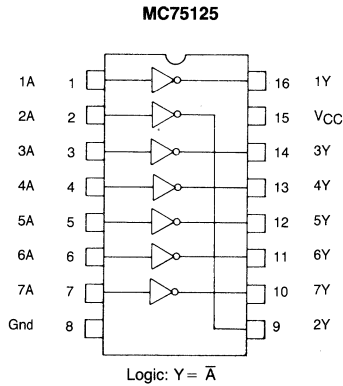 MC75125
1A 1 16 1Y
2A 2 15 VCC
3A 3 14 3Y
4A 4 13 4Y
5A 5 12 5Y
6A 6 11 6Y
7A 7 10 7Y
Gnd 8 9 2Y
Logic: Y = A̅